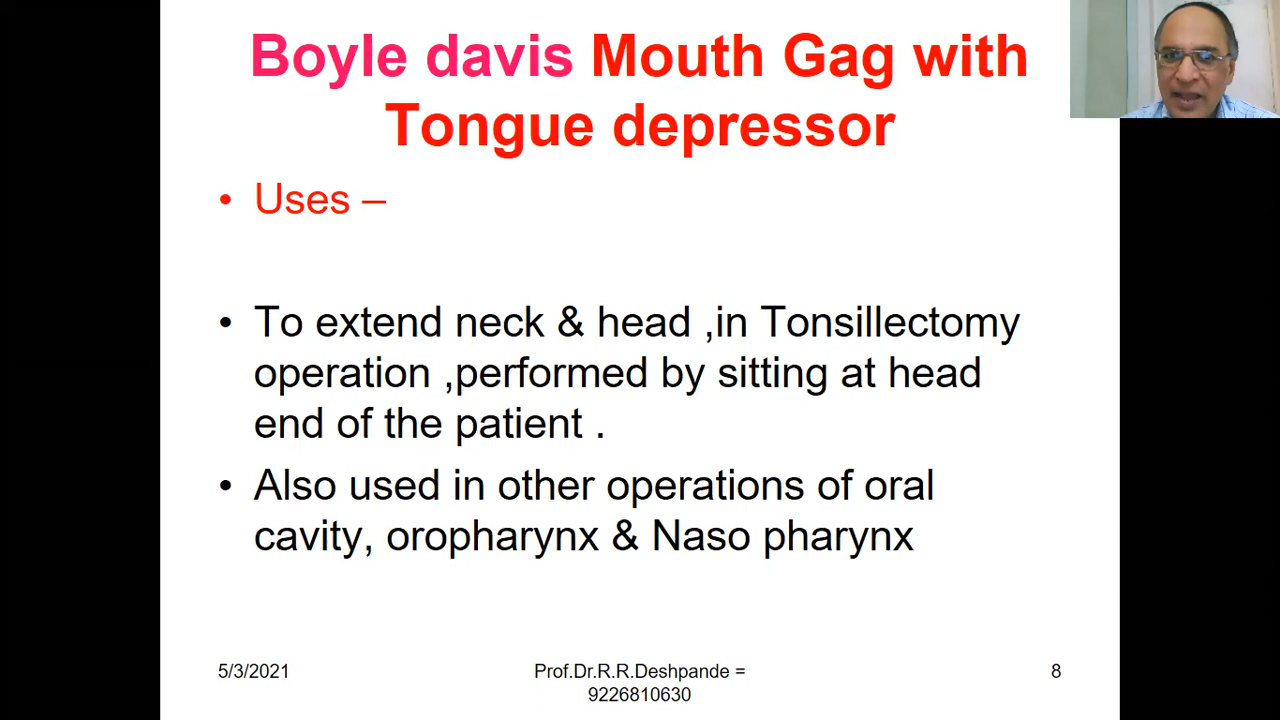 Boyle davis Mouth Gag with
Tongue depressor
• Uses –
• To extend neck & head ,in Tonsillectomy
operation ,performed by sitting at head
end of the patient .
• Also used in other operations of oral
cavity, oropharynx & Naso pharynx
5/3/2021
Prof.Dr.R.R.Deshpande =
9226810630
8